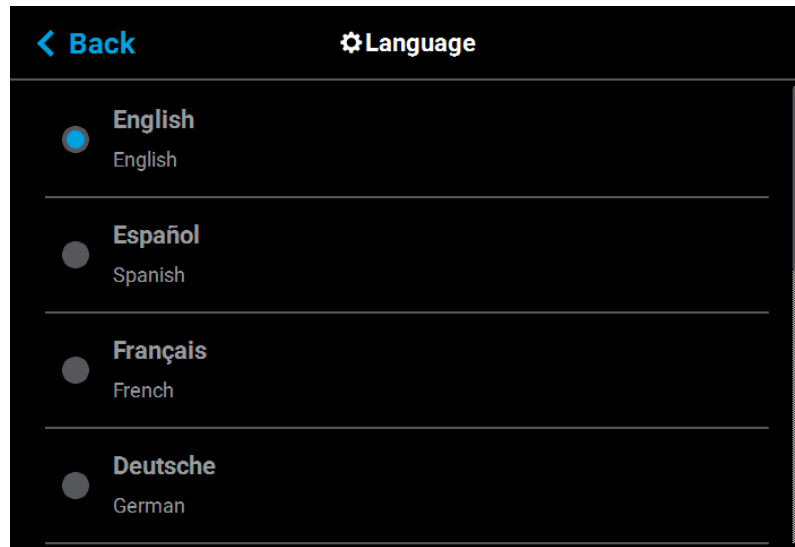 Back
Language
English
English
Español
Spanish
Français
French
Deutsche
German